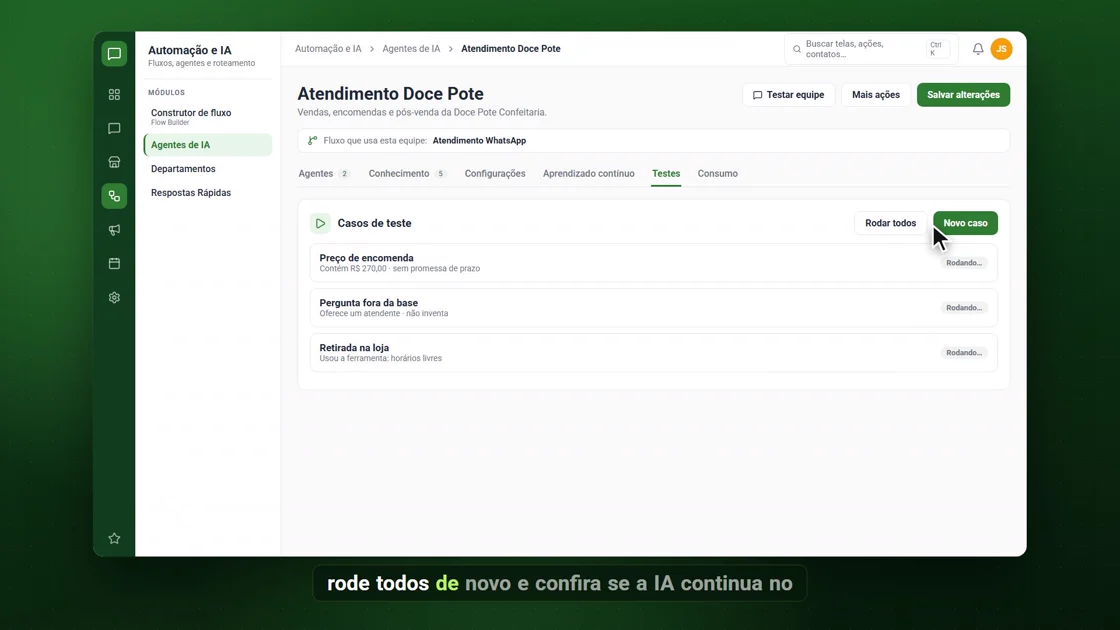 Automação e IA
Fluxos, agentes e roteamento
MÓDULOS
Construtor de fluxo
Flow Builder
Agentes de IA
Departamentos
Respostas Rápidas
Automação e IA > Agentes de IA > Atendimento Doce Pote
Buscar telas, ações, contatos...
Ctrl K
JS
Atendimento Doce Pote
Vendas, encomendas e pós-venda da Doce Pote Confeitaria.
Testar equipe
Mais ações
Salvar alterações
Fluxo que usa esta equipe: Atendimento WhatsApp
Agentes 2 Conhecimento 5 Configurações Aprendizado contínuo Testes Consumo
Casos de teste
Rodar todos
Novo caso
Preço de encomenda
Contém R$ 270,00 · sem promessa de prazo
Rodando...
Pergunta fora da base
Oferece um atendente · não inventa
Rodando...
Retirada na loja
Usou a ferramenta: horários livres
Rodando...
rode todos de novo e confira se a IA continua no